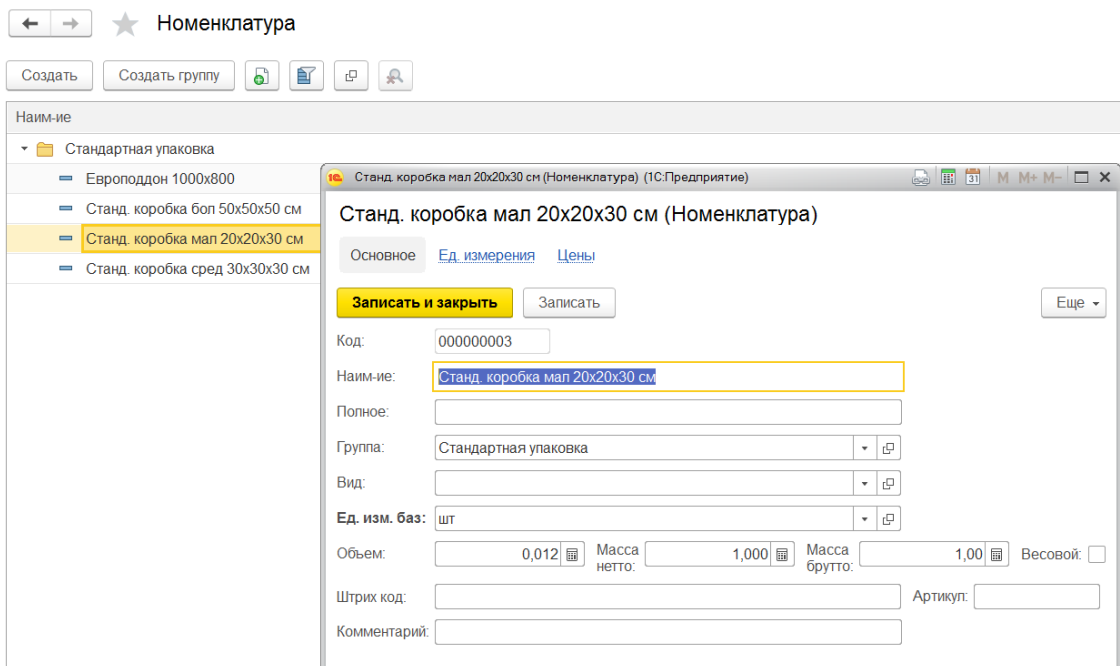 Номенклатура
Создать Создать группу
Наим-ие
Стандартная упаковка
Европоддон 1000х800
Станд. коробка бол 50х50х50 см
Станд. коробка мал 20х20х30 см
Станд. коробка сред 30х30х30 см
1С Станд. коробка мал 20х20х30 см (Номенклатура) (1С:Предприятие) 31 M M+ M-
Станд. коробка мал 20х20х30 см (Номенклатура)
Основное Ед. измерения Цены
Записать и закрыть Записать Еще
Код: 000000003
Наим-ие: Станд. коробка мал 20х20х30 см
Полное:
Группа: Стандартная упаковка
Вид:
Ед. изм. баз: шт
Объем: 0,012 Масса нетто: 1,000 Масса брутто: 1,00 Весовой:
Штрих код: Артикул:
Комментарий: